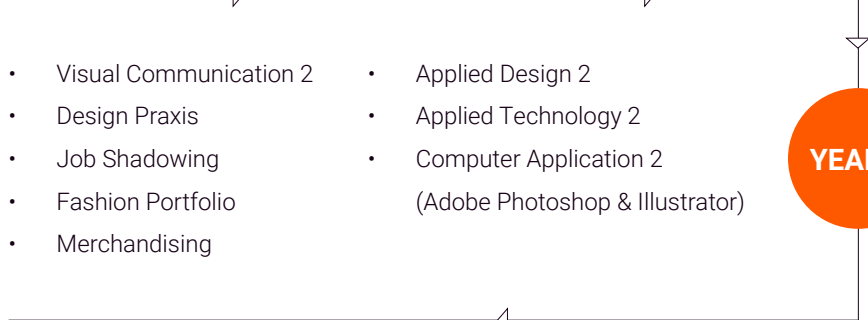 • Visual Communication 2
• Design Praxis
• Job Shadowing
• Fashion Portfolio
• Merchandising
• Applied Design 2
• Applied Technology 2
• Computer Application 2
(Adobe Photoshop & Illustrator)